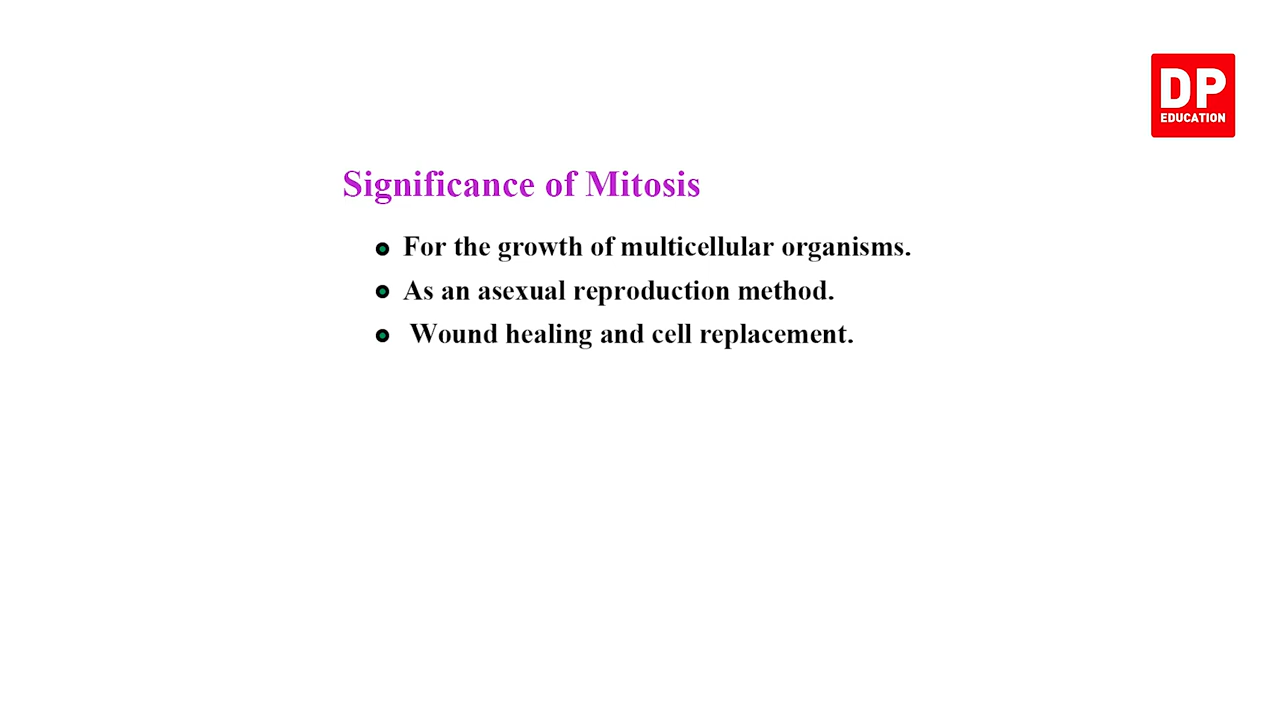 DP
EDUCATION
Significance of Mitosis
For the growth of multicellular organisms.
As an asexual reproduction method.
Wound healing and cell replacement.